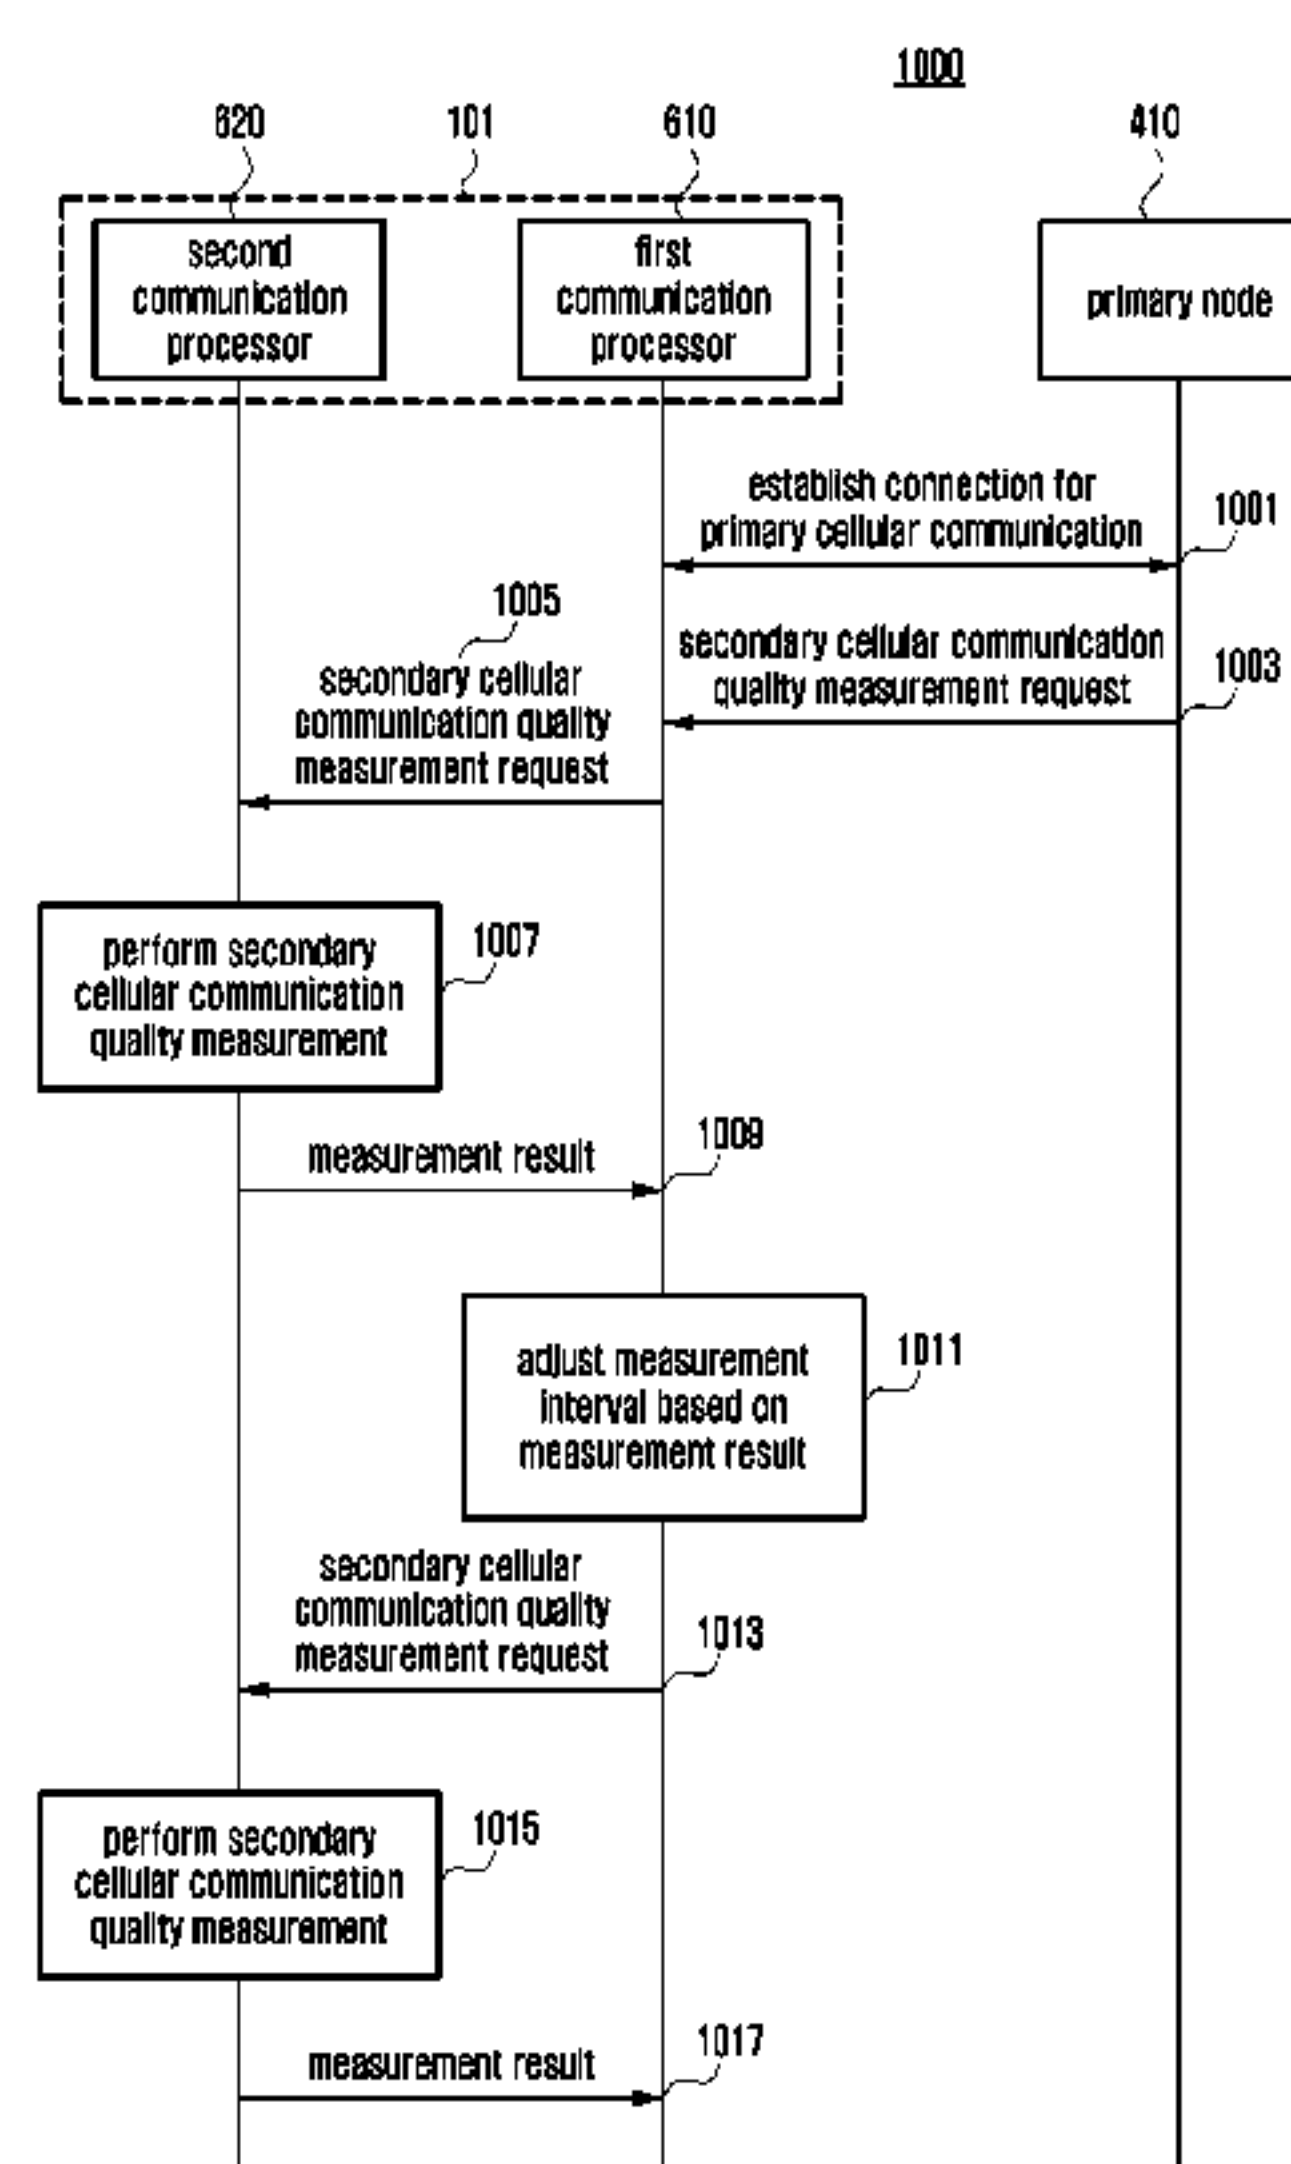 1000
620
101
610
410
second
communication
processor
first
communication
processor
primary node
establish connection for
primary cellular communication
1001
1005
secondary cellular communication
quality measurement request
1003
secondary cellular
communication quality
measurement request
perform secondary
cellular communication
quality measurement
1007
measurement result
1009
adjust measurement
interval based on
measurement result
1011
secondary cellular
communication quality
measurement request
1013
perform secondary
cellular communication
quality measurement
1015
measurement result
1017